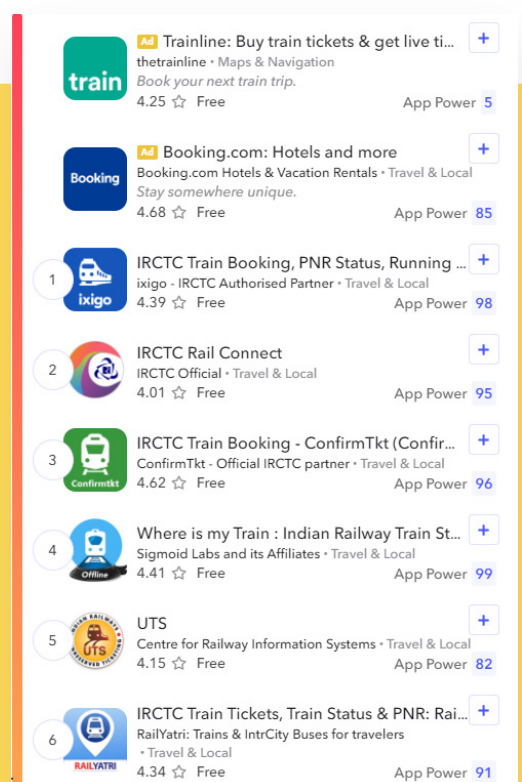 train
Ad Trainline: Buy train tickets & get live ti...
thetrainline • Maps & Navigation
Book your next train trip.
4.25 ☆ Free
App Power 5
+
Booking
Ad Booking.com: Hotels and more
Booking.com Hotels & Vacation Rentals • Travel & Local
Stay somewhere unique.
4.68 ☆ Free
App Power 85
+
1
ixigo
IRCTC Train Booking, PNR Status, Running ...
ixigo - IRCTC Authorised Partner • Travel & Local
4.39 ☆ Free
App Power 98
+
2
IRCTC Rail Connect
IRCTC Official • Travel & Local
4.01 ☆ Free
App Power 95
+
3
Confirmtkt
IRCTC Train Booking - ConfirmTkt (Confir...
ConfirmTkt - Official IRCTC partner • Travel & Local
4.62 ☆ Free
App Power 96
+
4
Offline
Where is my Train : Indian Railway Train St...
Sigmoid Labs and its Affiliates • Travel & Local
4.41 ☆ Free
App Power 99
+
5
INDIAN RAILWAYS
UTS
UTS
Centre for Railway Information Systems • Travel & Local
4.15 ☆ Free
App Power 82
+
6
RAILYATRI
IRCTC Train Tickets, Train Status & PNR: Rai...
RailYatri: Trains & IntrCity Buses for travelers
• Travel & Local
4.34 ☆ Free
App Power 91
+